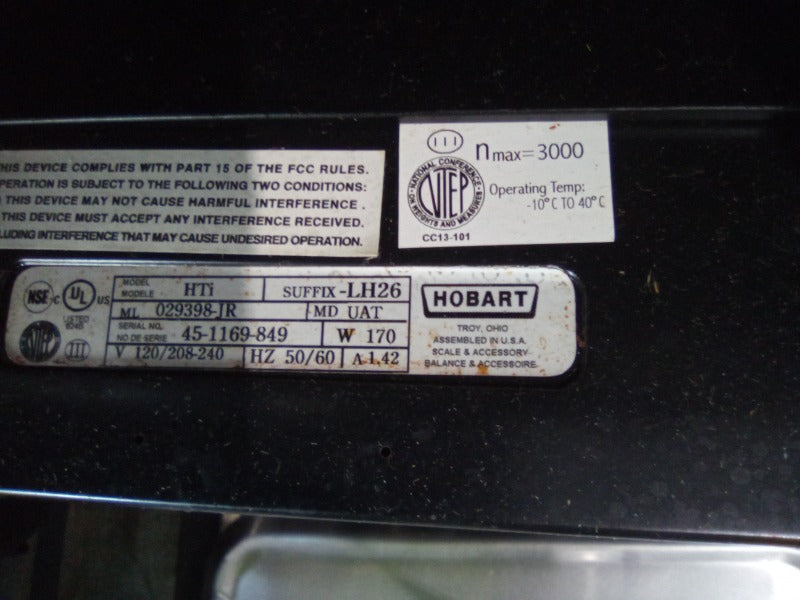 THIS DEVICE COMPLIES WITH PART 15 OF THE FCC RULES.
OPERATION IS SUBJECT TO THE FOLLOWING TWO CONDITIONS:
THIS DEVICE MAY NOT CAUSE HARMFUL INTERFERENCE .
THIS DEVICE MUST ACCEPT ANY INTERFERENCE RECEIVED.
LUDING INTERFERENCE THAT MAY CAUSE UNDESIRED OPERATION.
III nmax=3000
NATIONAL CONFERENCE
NTEP
ON WEIGHTS AND MEASURES
Operating Temp:
-10°C TO 40°C
CC13-101
NSF C UL US
LISTED
NTEP III
MODEL
MODELE HTi SUFFIX -LH26
ML 029398-JR MD UAT
SERIAL NO.
NO DE SERIE 45-1169-849 W 170
V 120/208-240 HZ 50/60 A 1.42
HOBART
TROY, OHIO
ASSEMBLED IN U.S.A.
SCALE & ACCESSORY
BALANCE & ACCESSOIRE